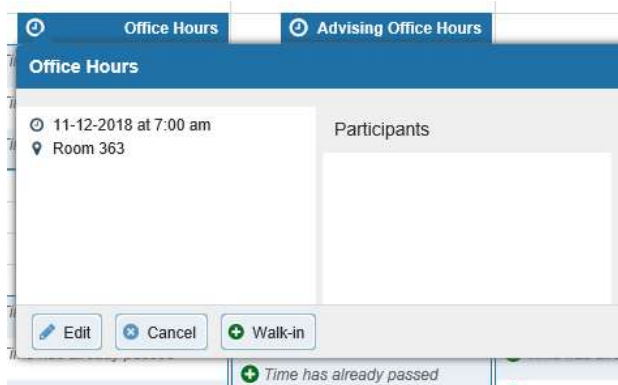 Office Hours
Advising Office Hours
Office Hours
11-12-2018 at 7:00 am
Room 363
Participants
Edit
Cancel
Walk-in
Time has already passed